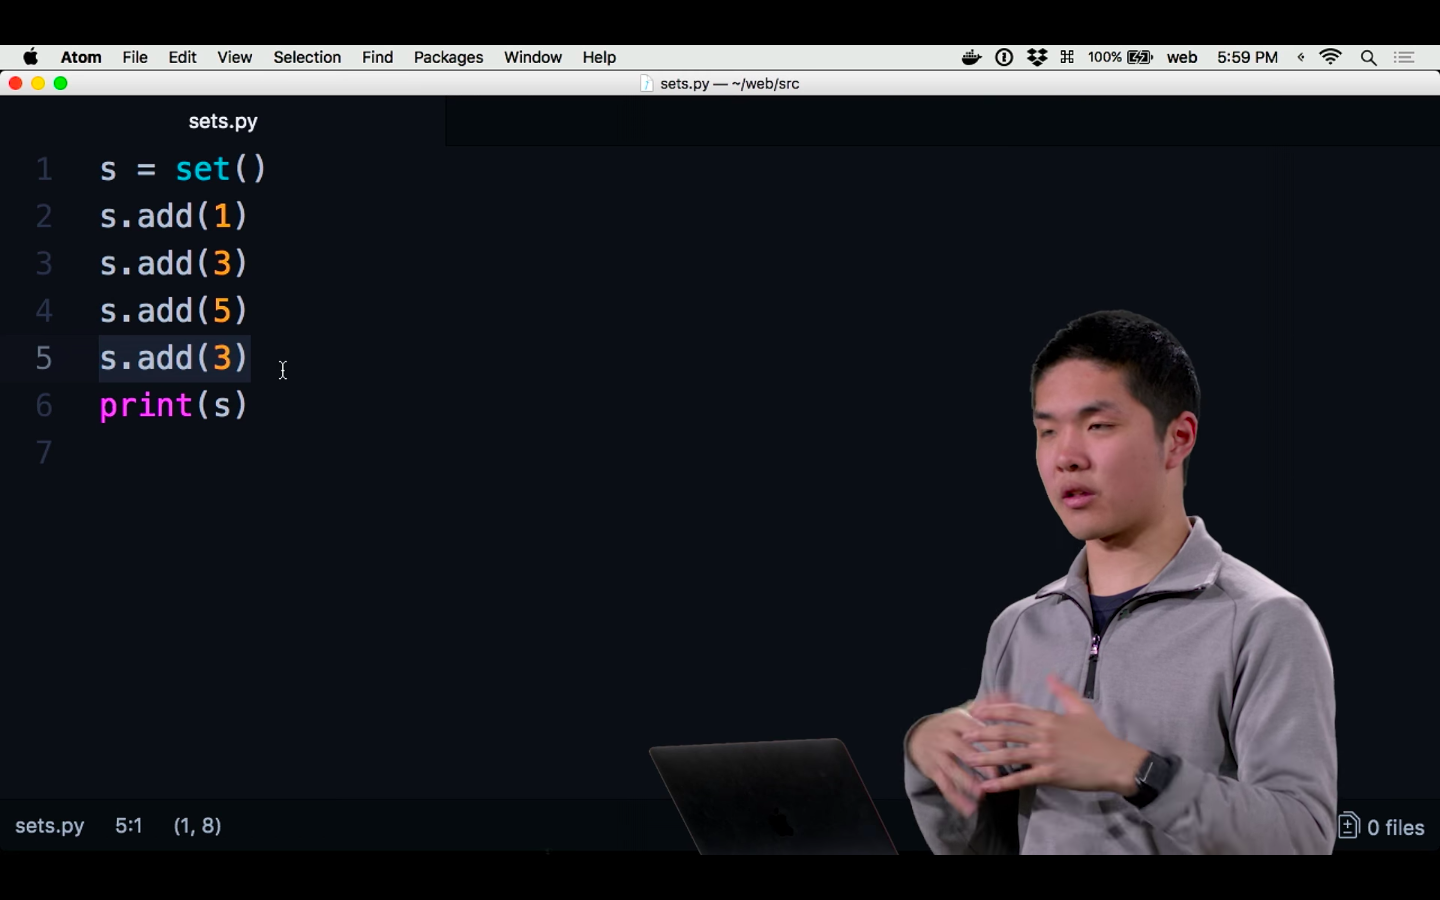 Atom File Edit View Selection Find Packages Window Help 100% web 5:59 PM
sets.py — ~/web/src
sets.py
1 s = set()
2 s.add(1)
3 s.add(3)
4 s.add(5)
5 s.add(3)
6 print(s)
7
sets.py 5:1 (1, 8) 0 files